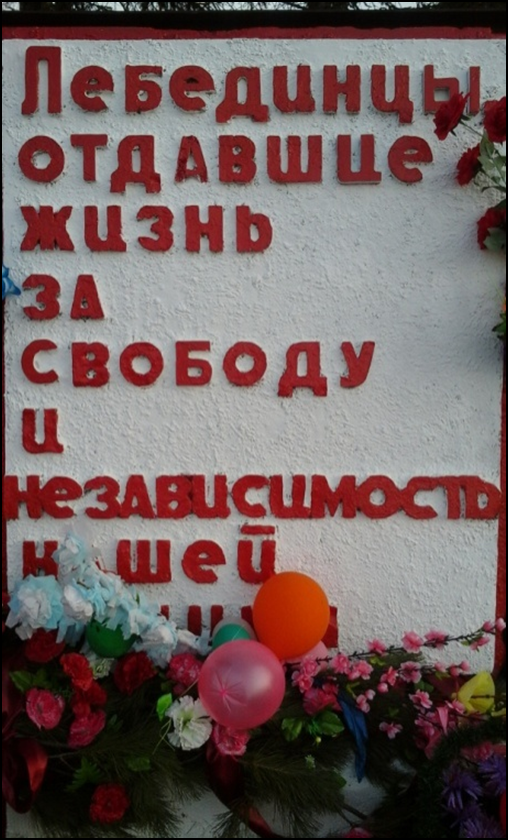 Лебединцы
отдавшие
жизнь
за
свободу
и
независимость
нашей